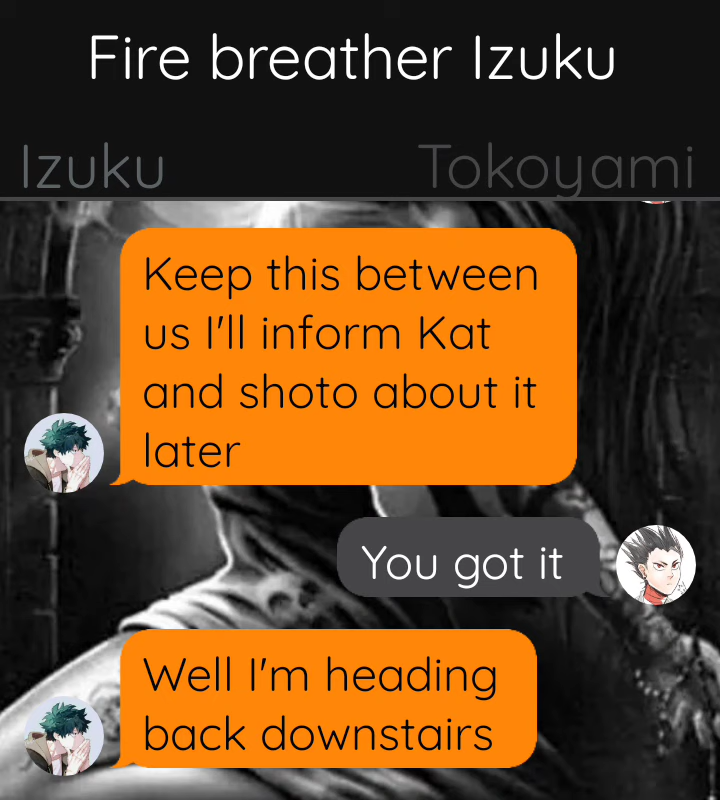 Fire breather Izuku
Izuku
Tokoyami
Keep this between
us I'll inform Kat
and shoto about it
later
You got it
Well I'm heading
back downstairs